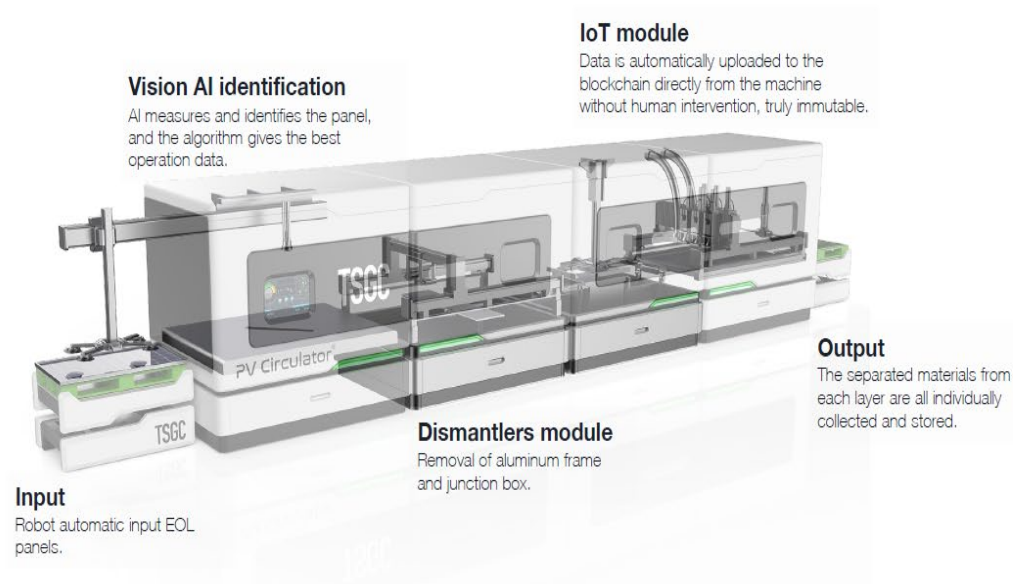 IoT module
Data is automatically uploaded to the
blockchain directly from the machine
without human intervention, truly immutable.
Vision AI identification
AI measures and identifies the panel,
and the algorithm gives the best
operation data.
TSGC
PV Circulator
TSGC
Output
The separated materials from
each layer are all individually
collected and stored.
Dismantlers module
Removal of aluminum frame
and junction box.
Input
Robot automatic input EOL
panels.